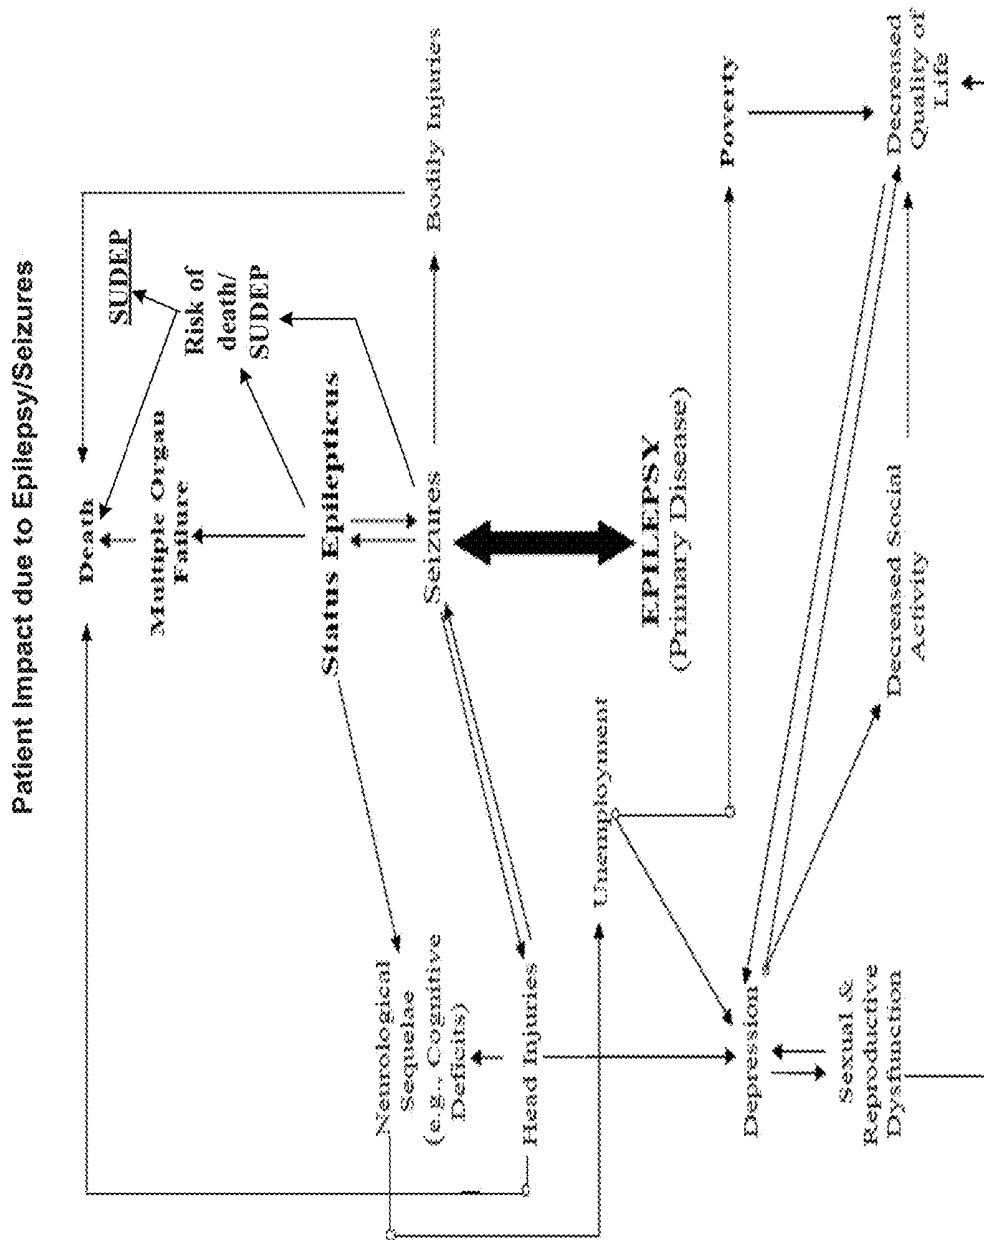 Patient Impact due to Epilepsy/Seizures
Death
SUDEP
Multiple Organ
Failure
Risk of
death/
SUDEP
Status Epilepticus
Neurological
Sequelae
(e.g., Cognitive
Deficits)
Seizures
Bodily Injuries
Head Injuries
Unemployment
EPILEPSY
(Primary Disease)
Poverty
Depression
Sexual &
Reproductive
Dysfunction
Decreased Social
Activity
Decreased
Quality of
Life